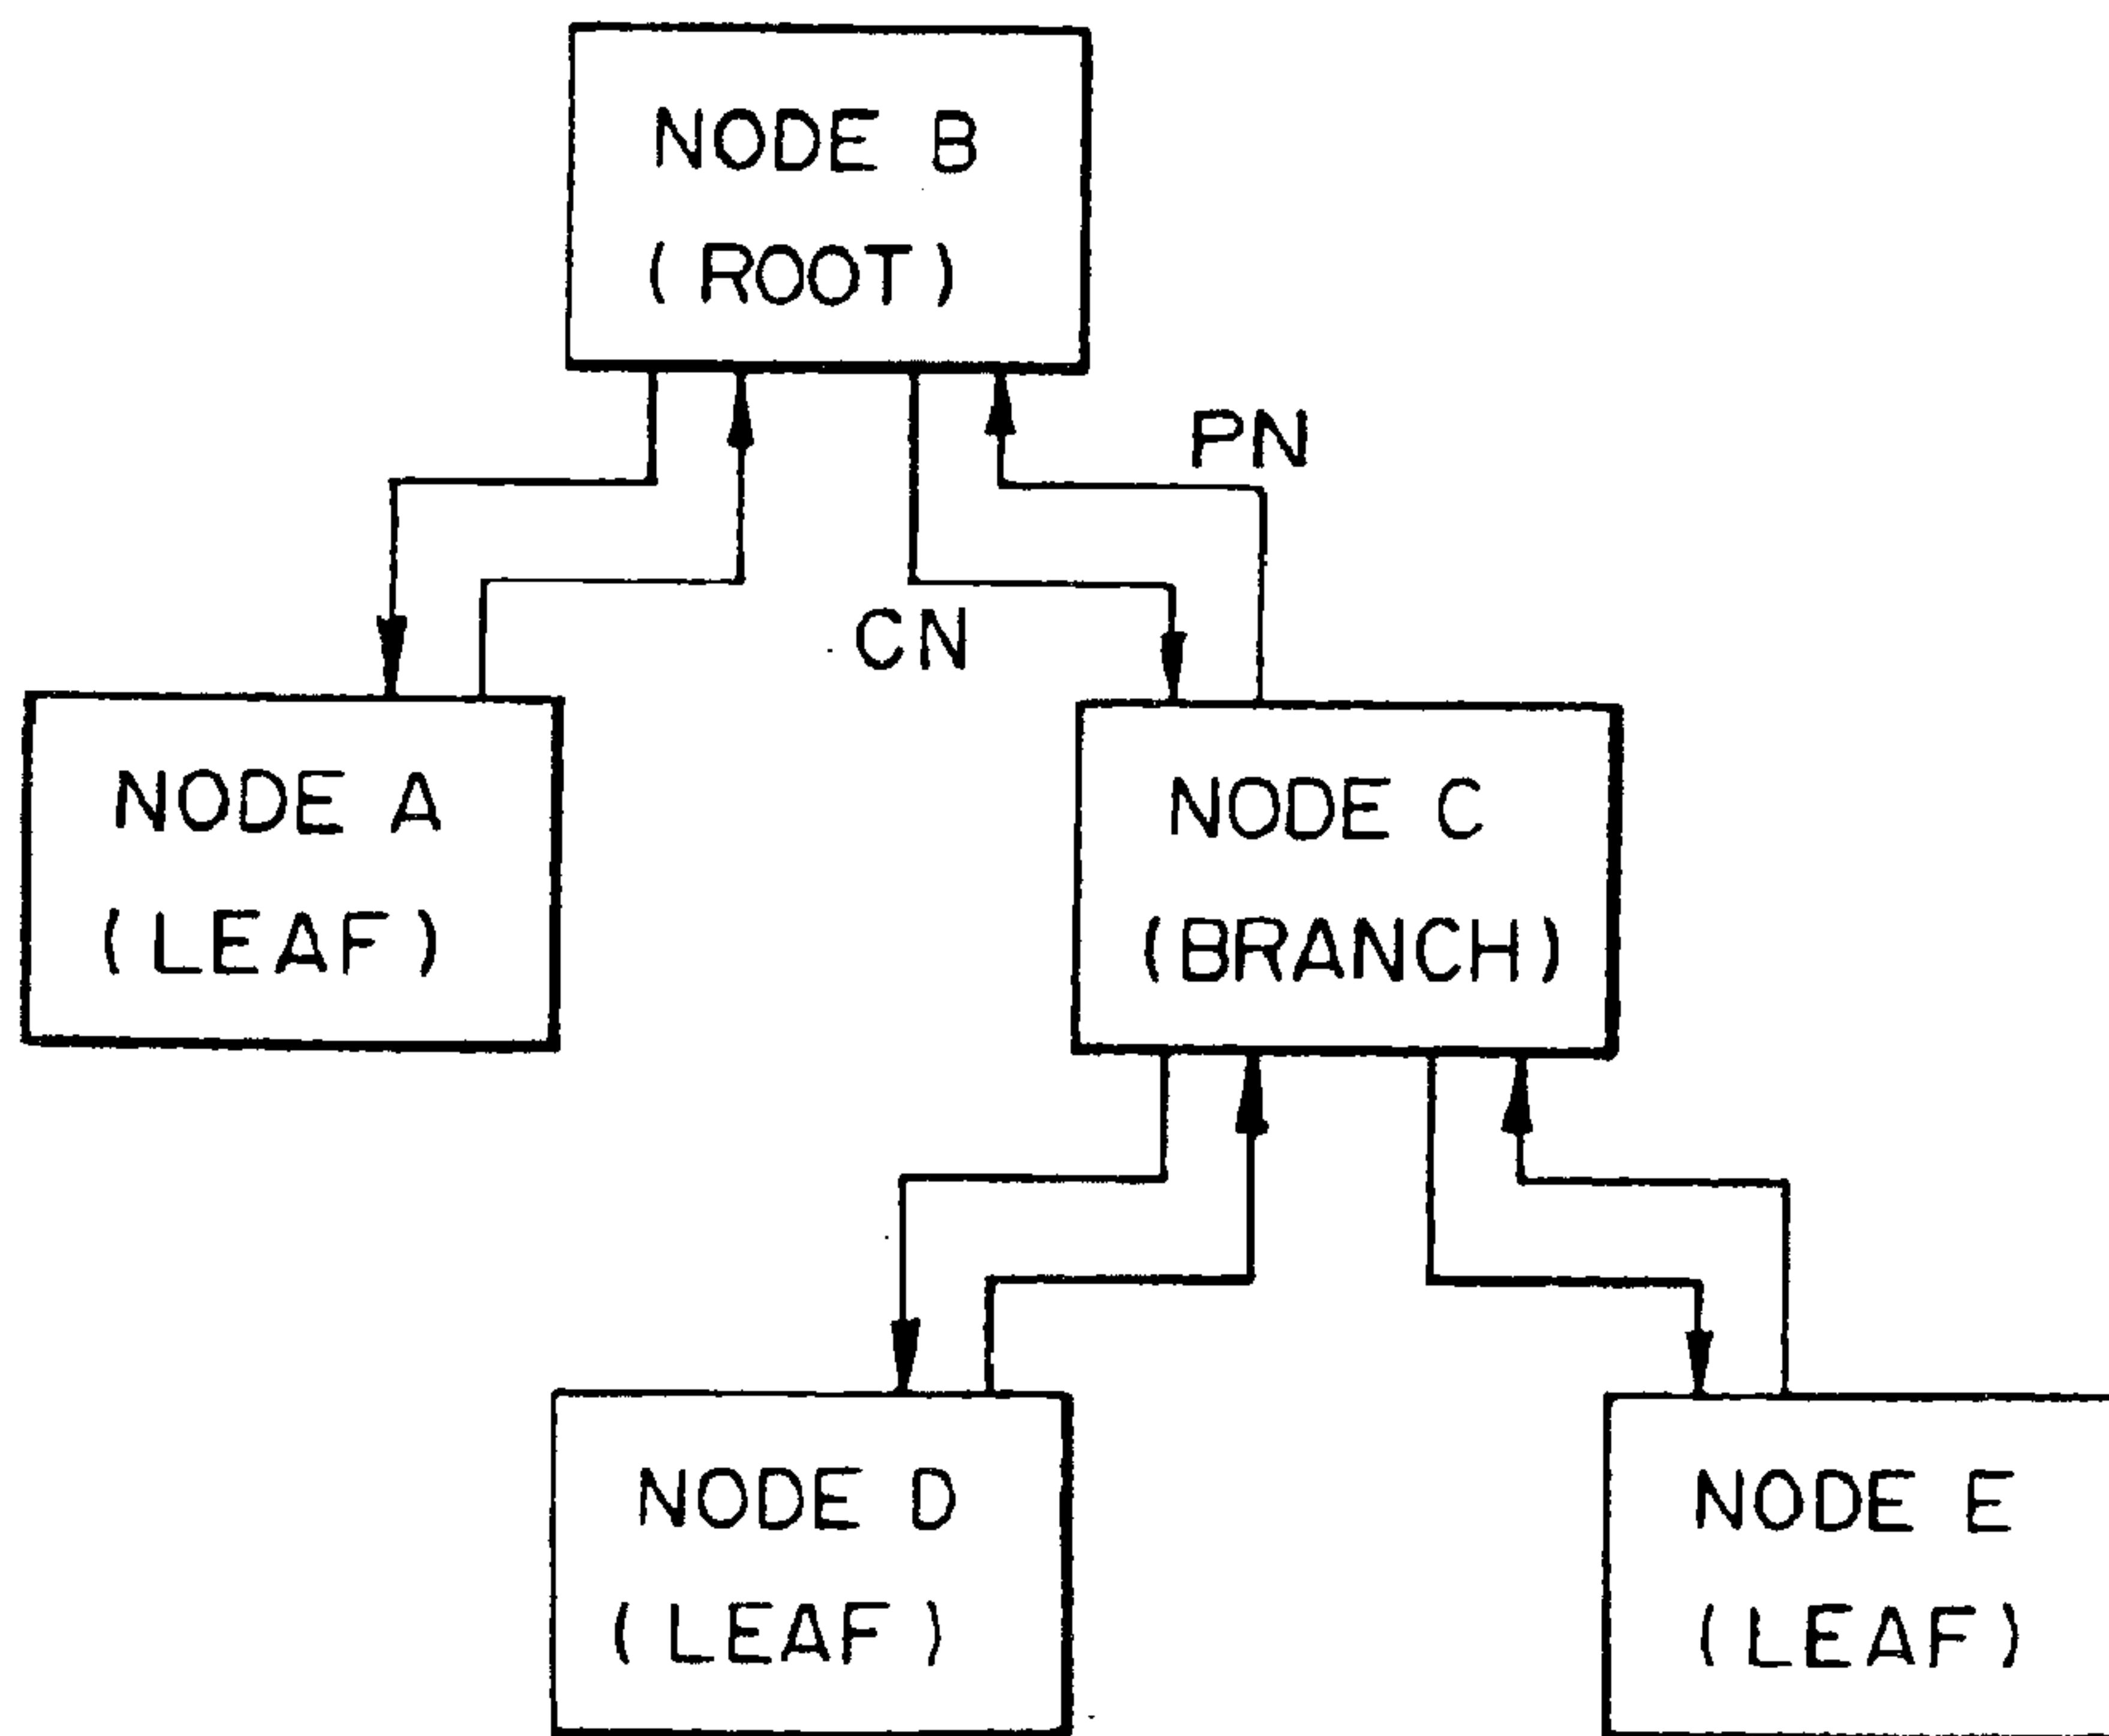 NODE B
(ROOT)
PN
CN
NODE A
(LEAF)
NODE C
(BRANCH)
NODE D
(LEAF)
NODE E
(LEAF)